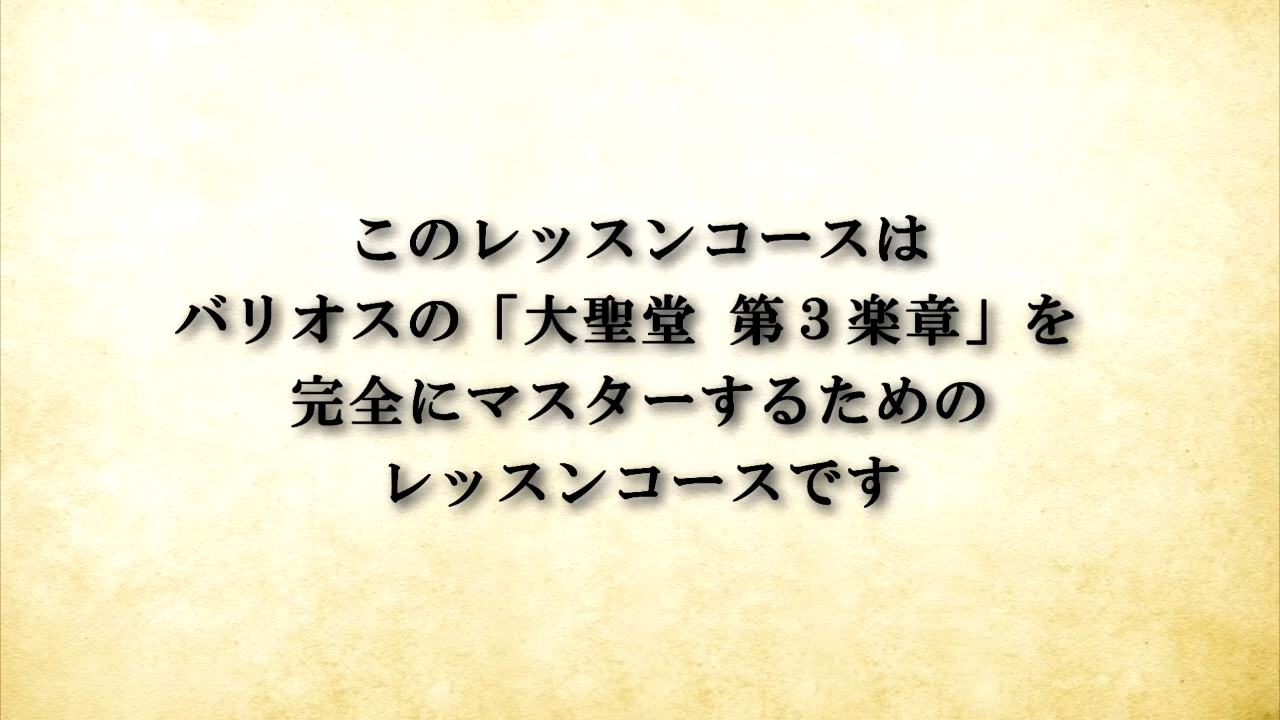 このレッスンコースは
バリオスの「大聖堂 第３楽章」を
完全にマスターするための
レッスンコースです